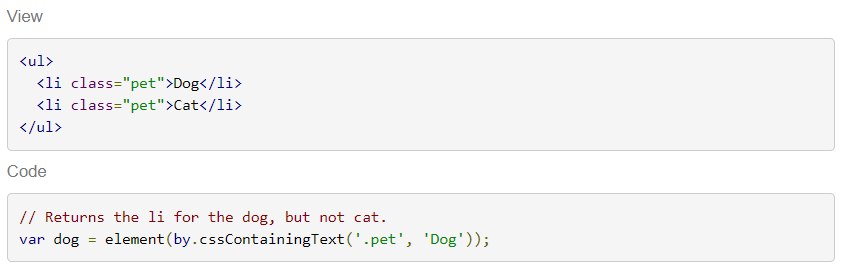 View
<ul>
  <li class="pet">Dog</li>
  <li class="pet">Cat</li>
</ul>
Code
// Returns the li for the dog, but not cat.
var dog = element(by.cssContainingText('.pet', 'Dog'));